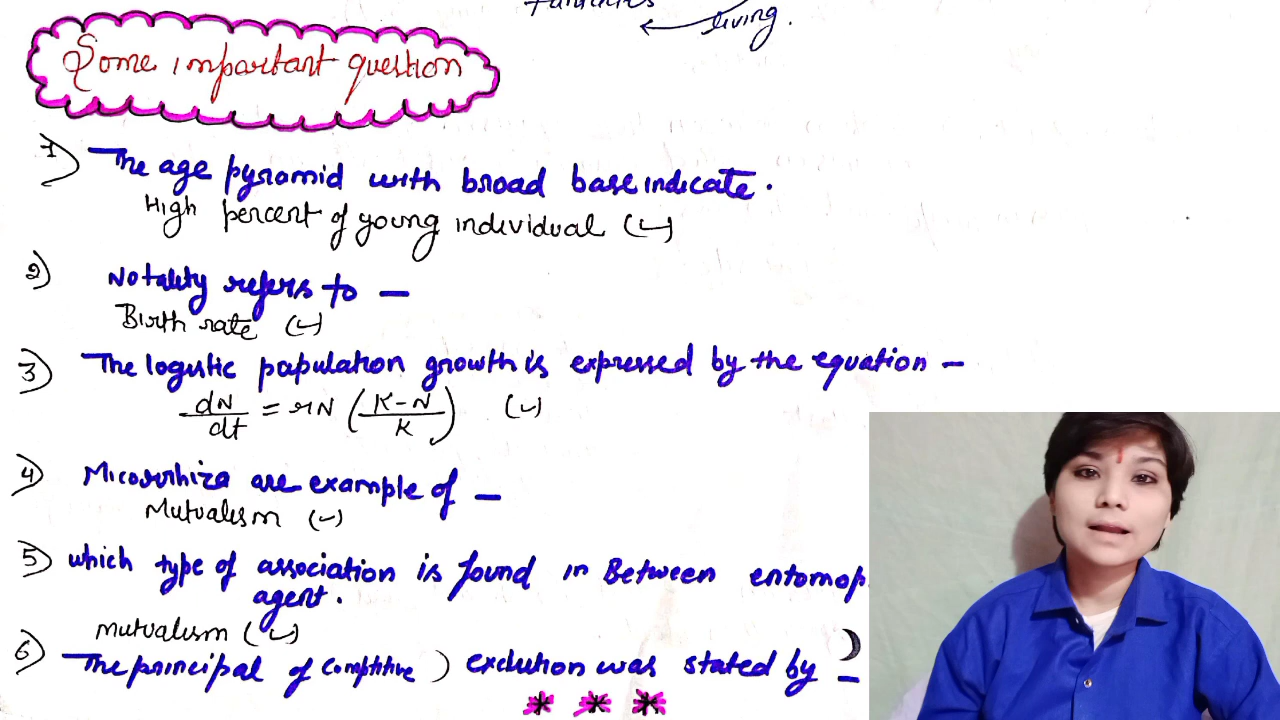 living.
Some important question
1) The age pyramid with broad base indicate.
High percent of young individual (✓)
2) Notality refers to —
Birth rate (✓)
3) The logistic population growth is expressed by the equation —
dN/dt = rN (K-N/K) (✓)
4) Micorrhiza are example of —
Mutualism (✓)
5) which type of association is found in Between entomop
agent.
mutualism (✓)
6) The principal of comptitive ) exclution was stated by —